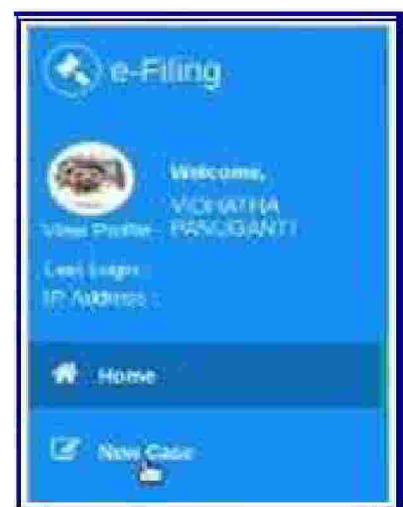 e-Filing
Welcome,
VIDHATHA
View Profile PANUGANTI
Last Login :
IP Address :
Home
New Case